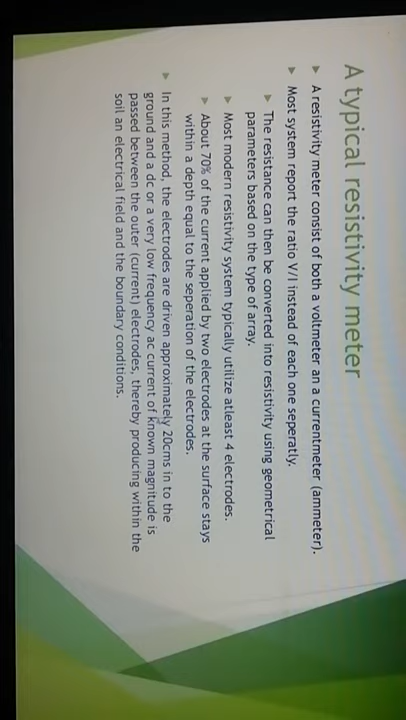 A typical resistivity meter
A resistivity meter consist of both a voltmeter an a currentmeter (ammeter).
Most system report the ratio V/I instead of each one seperatly.
The resistance can then be converted into resistivity using geometrical
parameters based on the type of array.
Most modern resistivity system typically utilize atleast 4 electrodes.
About 70% of the current applied by two electrodes at the surface stays
within a depth equal to the seperation of the electrodes.
In this method, the electrodes are driven approximately 20cms in to the
ground and a dc or a very low frequency ac current of known magnitude is
passed between the outer (current) electrodes, thereby producing within the
soil an electrical field and the boundary conditions.